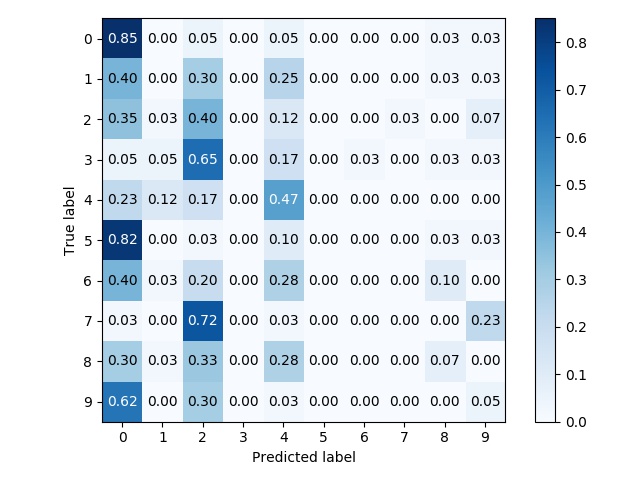 0 0.85 0.00 0.05 0.00 0.05 0.00 0.00 0.00 0.03 0.03
1 0.40 0.00 0.30 0.00 0.25 0.00 0.00 0.00 0.03 0.03
2 0.35 0.03 0.40 0.00 0.12 0.00 0.00 0.03 0.00 0.07
3 0.05 0.05 0.65 0.00 0.17 0.00 0.03 0.00 0.03 0.03
4 0.23 0.12 0.17 0.00 0.47 0.00 0.00 0.00 0.00 0.00
5 0.82 0.00 0.03 0.00 0.10 0.00 0.00 0.00 0.03 0.03
6 0.40 0.03 0.20 0.00 0.28 0.00 0.00 0.00 0.10 0.00
7 0.03 0.00 0.72 0.00 0.03 0.00 0.00 0.00 0.00 0.23
8 0.30 0.03 0.33 0.00 0.28 0.00 0.00 0.00 0.07 0.00
9 0.62 0.00 0.30 0.00 0.03 0.00 0.00 0.00 0.00 0.05
0 1 2 3 4 5 6 7 8 9
Predicted label
True label
0.8
0.7
0.6
0.5
0.4
0.3
0.2
0.1
0.0